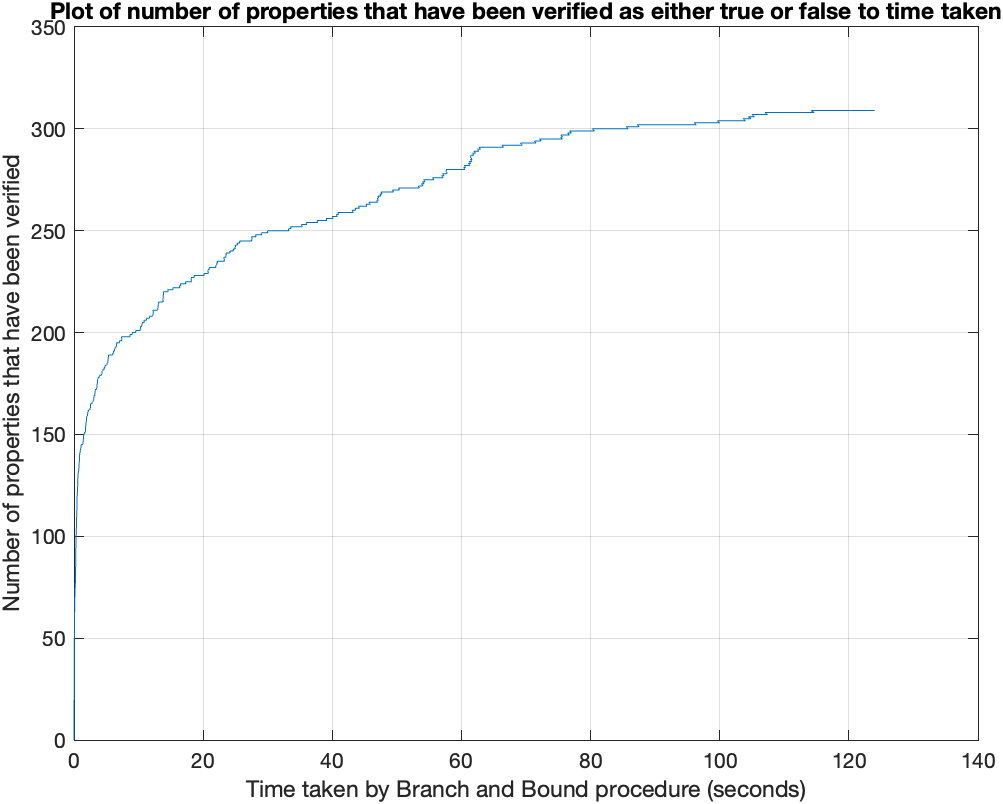 Plot of number of properties that have been verified as either true or false to time taken
350
300
250
200
150
100
50
0
Number of properties that have been verified
0 20 40 60 80 100 120 140
Time taken by Branch and Bound procedure (seconds)